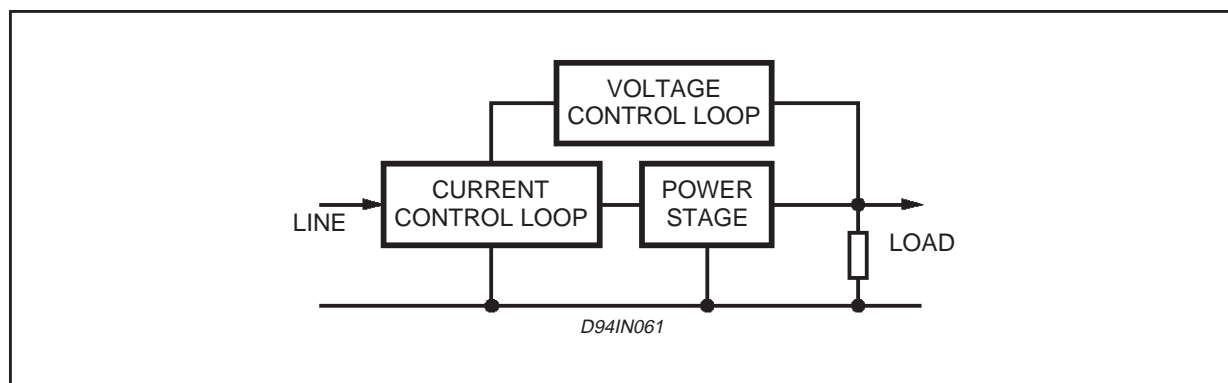 VOLTAGE
CONTROL LOOP
CURRENT
CONTROL LOOP
POWER
STAGE
LINE
LOAD
D94IN061